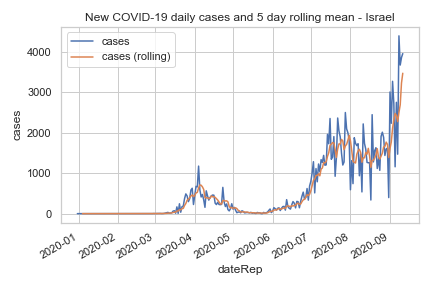 New COVID-19 daily cases and 5 day rolling mean - Israel
cases
cases (rolling)
4000
3000
2000
1000
0
cases
2020-01
2020-02
2020-03
2020-04
2020-05
2020-06
2020-07
2020-08
2020-09
dateRep